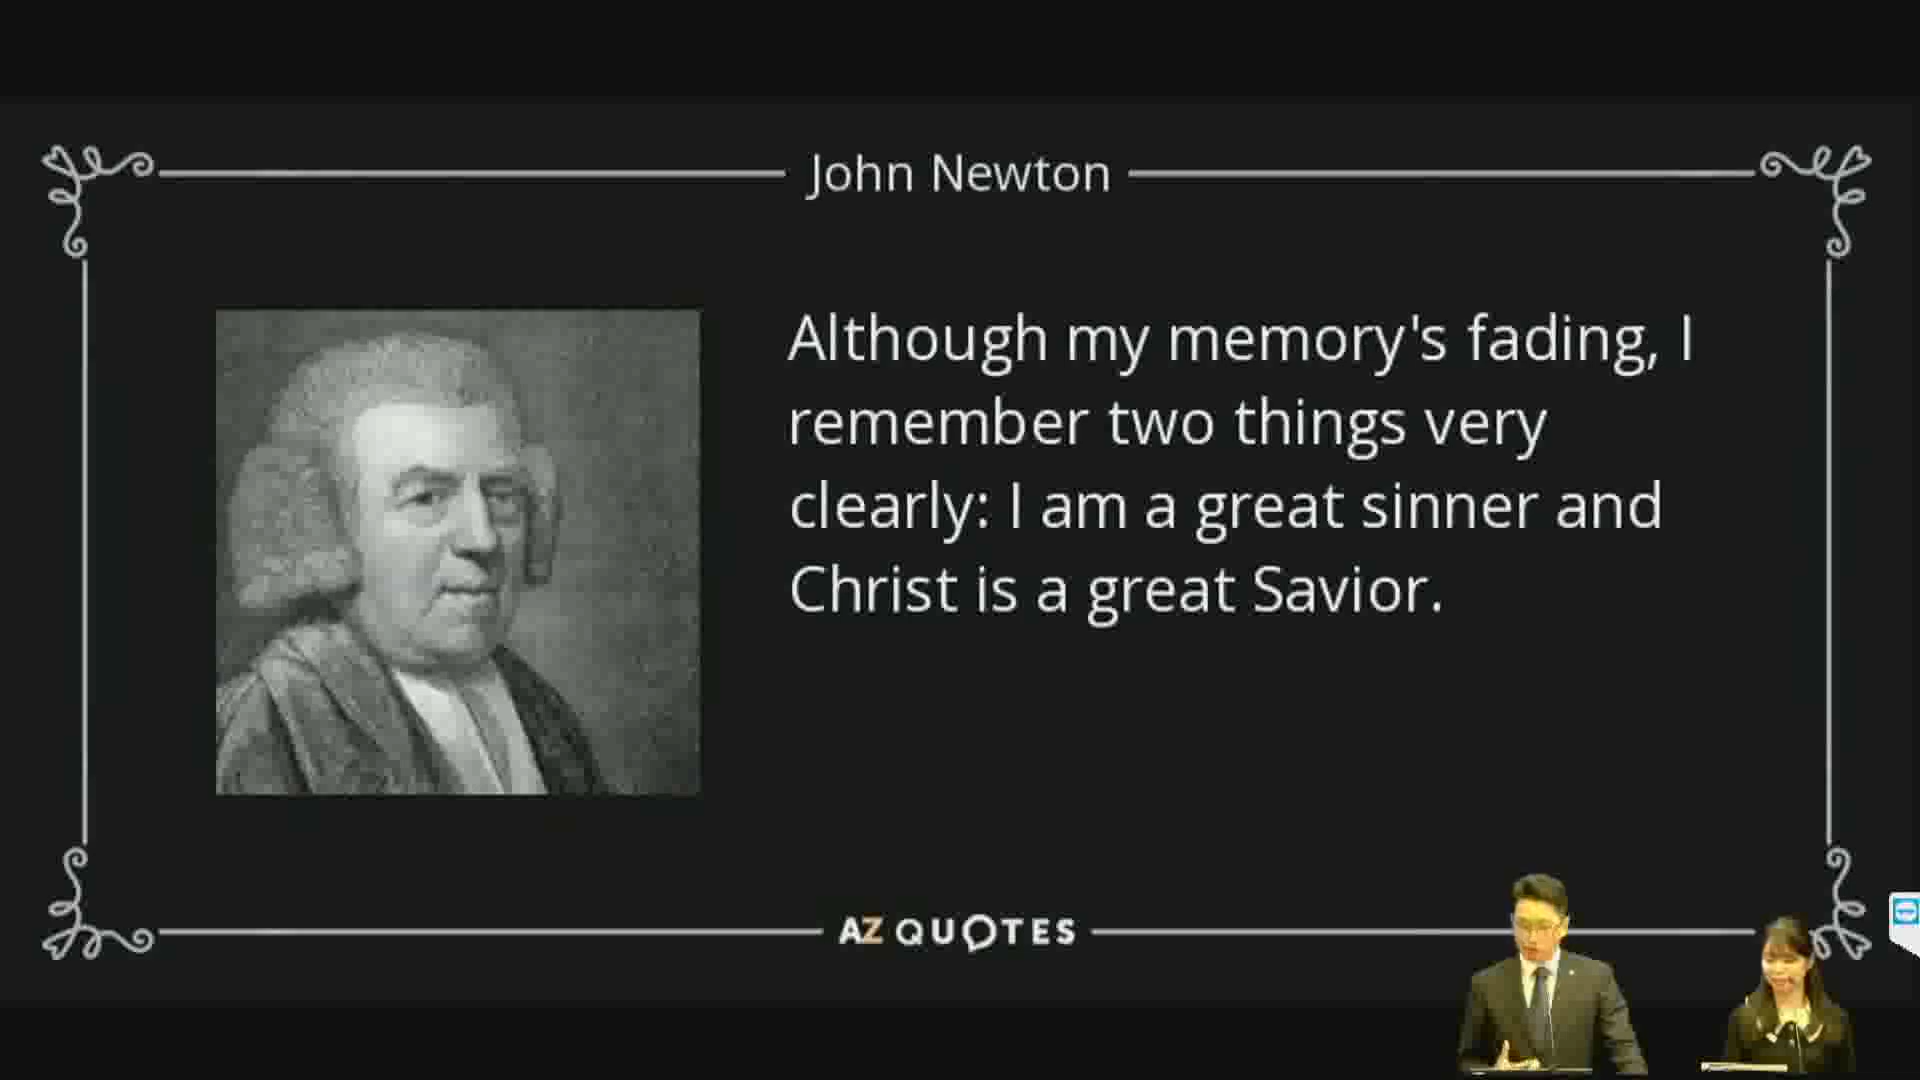 John Newton
Although my memory's fading, I
remember two things very
clearly: I am a great sinner and
Christ is a great Savior.
AZ QUOTES